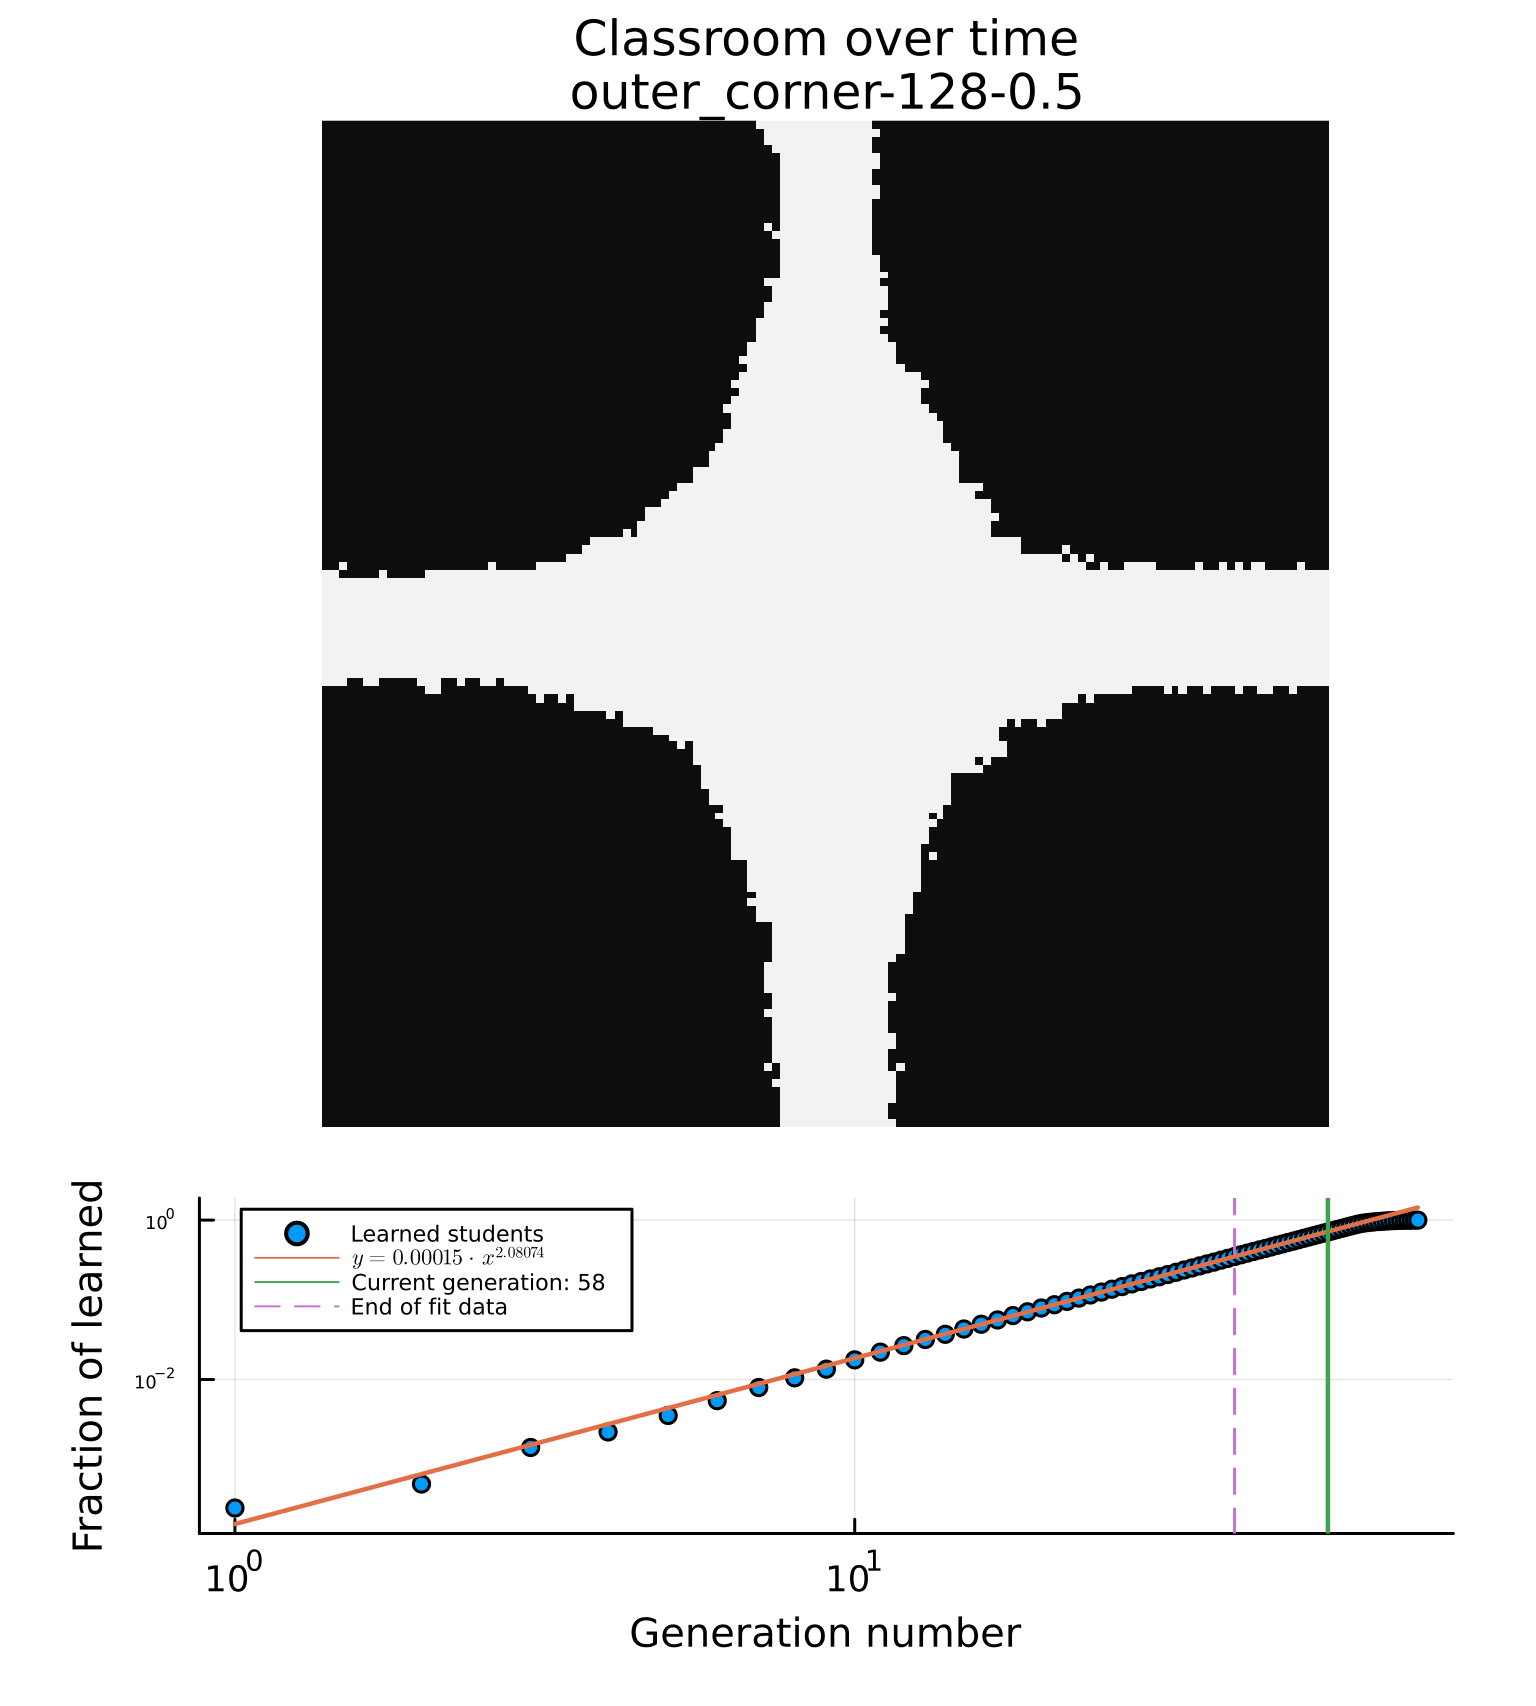 Classroom over time
outer_corner-128-0.5
Fraction of learned
10^0
10^-2
Learned students
y = 0.00015 · x^2.08074
Current generation: 58
End of fit data
10^0 10^1
Generation number